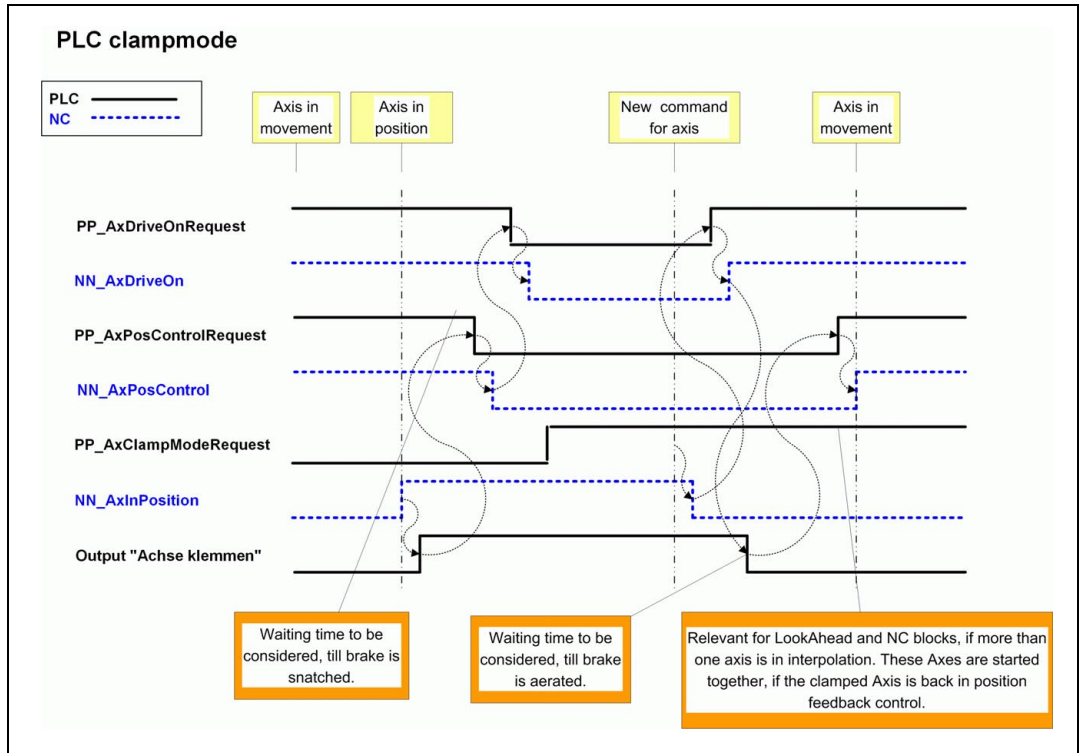 PLC clampmode
PLC
NC
Axis in
movement
Axis in
position
New command
for axis
Axis in
movement
PP_AxDriveOnRequest
NN_AxDriveOn
PP_AxPosControlRequest
NN_AxPosControl
PP_AxClampModeRequest
NN_AxInPosition
Output "Achse klemmen"
Waiting time to be
considered, till brake is
snatched.
Waiting time to be
considered, till brake
is aerated.
Relevant for LookAhead and NC blocks, if more than
one axis is in interpolation. These Axes are started
together, if the clamped Axis is back in position
feedback control.